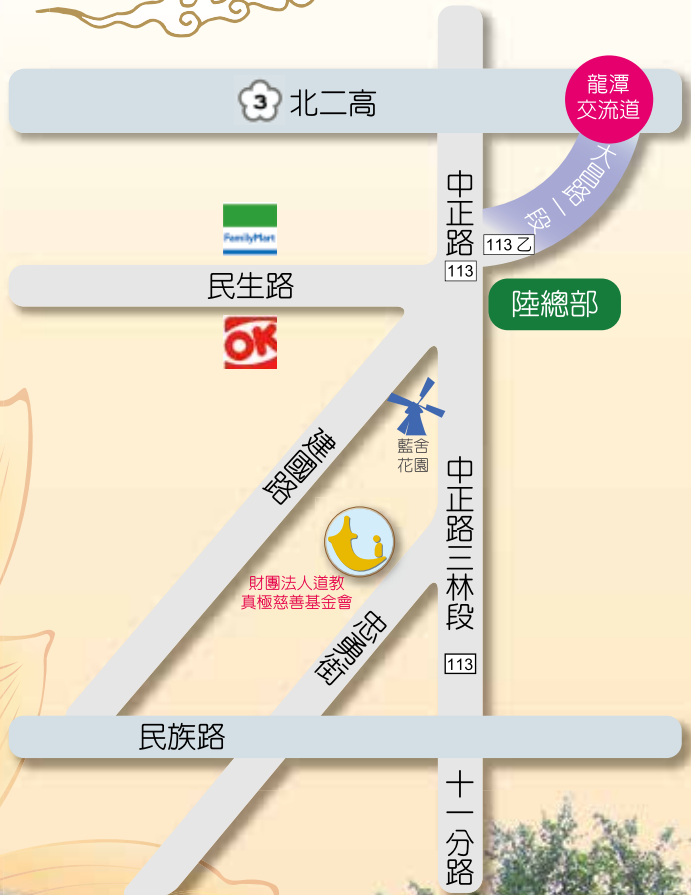 3 北二高
龍潭
交流道
大昌路一段
中正路
113乙
113
FamilyMart
民生路
陸總部
OK
藍舍
花園
建國路
中正路三林段
財團法人道教
真極慈善基金會
忠勇街
113
民族路
十一分路